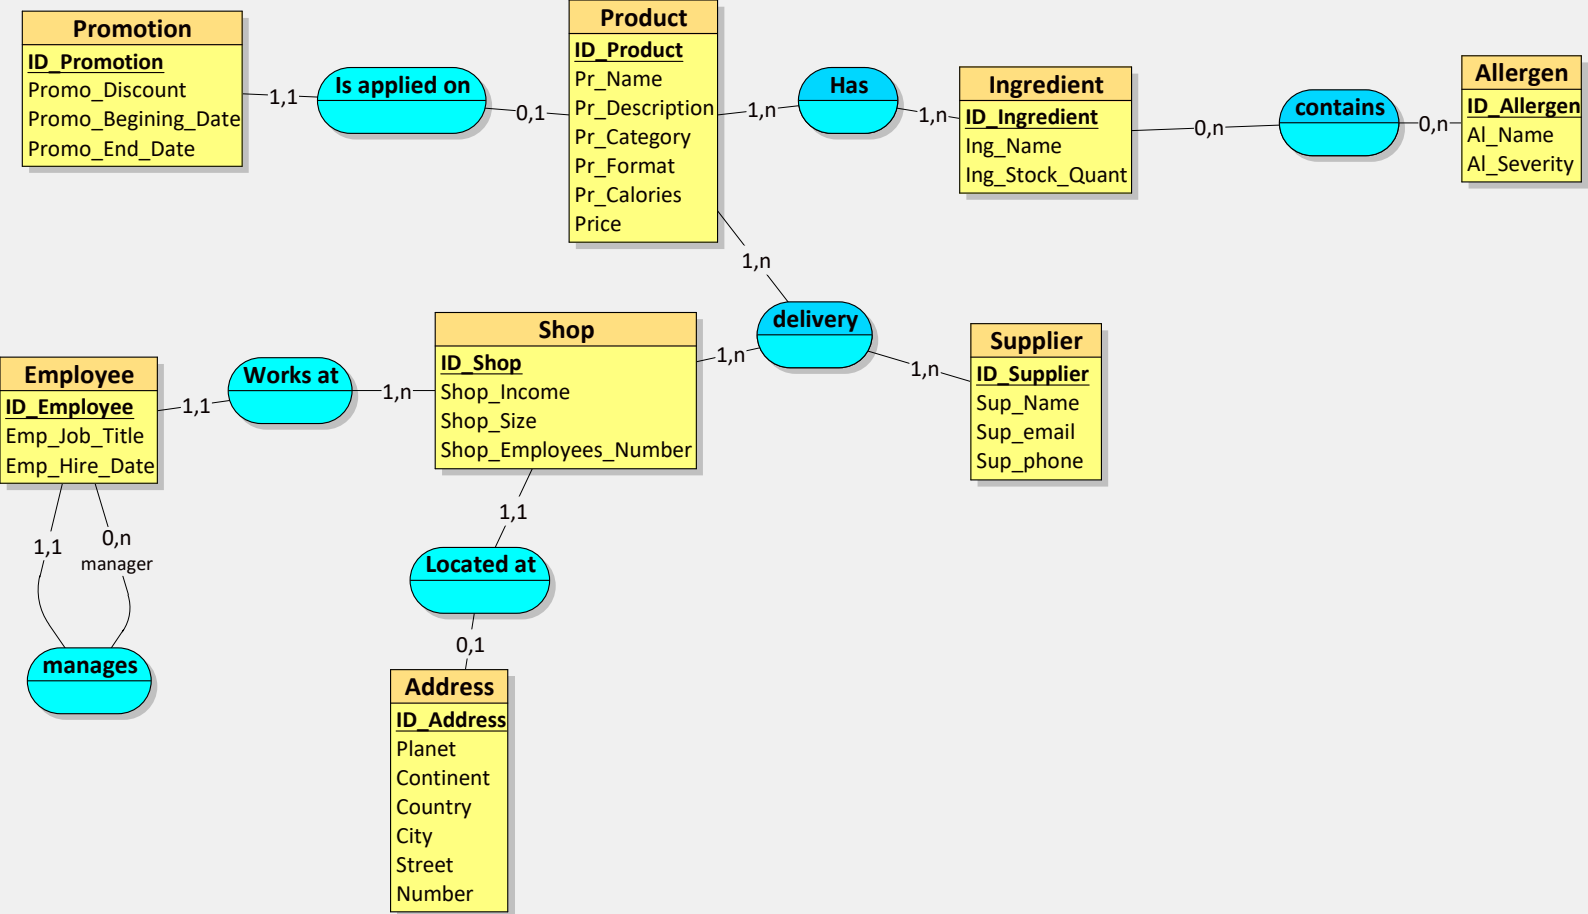 Promotion
ID_Promotion
Promo_Discount
Promo_Begining_Date
Promo_End_Date
1,1
Is applied on
0,1
Product
ID_Product
Pr_Name
Pr_Description
Pr_Category
Pr_Format
Pr_Calories
Price
1,n
Has
1,n
Ingredient
ID_Ingredient
Ing_Name
Ing_Stock_Quant
0,n
contains
0,n
Allergen
ID_Allergen
Al_Name
Al_Severity
1,n
delivery
1,n
1,n
Supplier
ID_Supplier
Sup_Name
Sup_email
Sup_phone
Shop
ID_Shop
Shop_Income
Shop_Size
Shop_Employees_Number
1,n
Works at
1,1
Employee
ID_Employee
Emp_Job_Title
Emp_Hire_Date
1,1
0,n
manager
manages
1,1
Located at
0,1
Address
ID_Address
Planet
Continent
Country
City
Street
Number